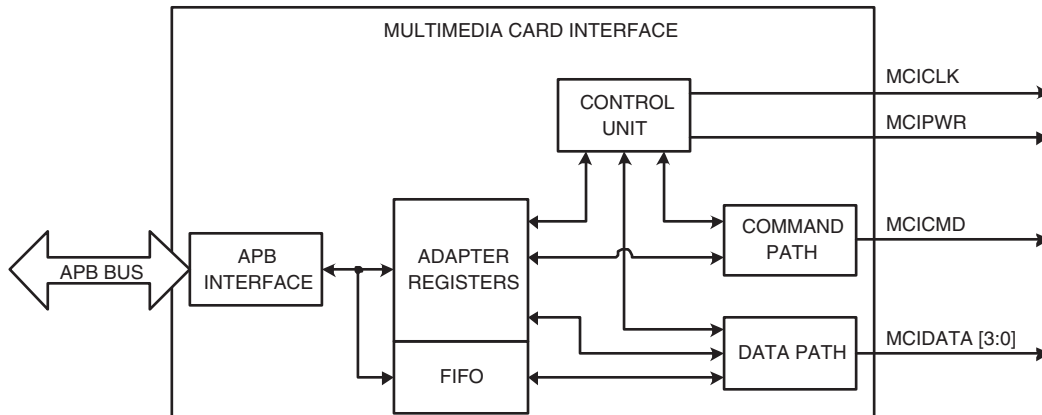 MULTIMEDIA CARD INTERFACE
MCICLK
CONTROL
UNIT
MCIPWR
APB BUS
APB
INTERFACE
ADAPTER
REGISTERS
COMMAND
PATH
MCICMD
FIFO
DATA PATH
MCIDATA [3:0]